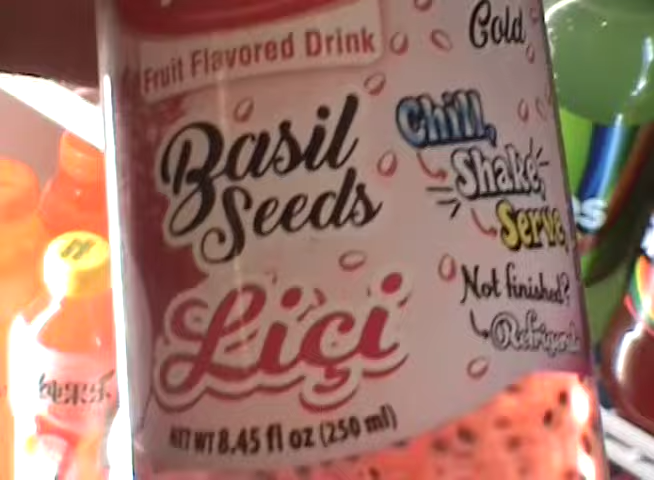 Fruit Flavored Drink
Basil
Seeds
Liçi
NET WT 8.45 fl oz (250 ml)
Cold
Chill,
Shake,
Serve
Not finished?
Refrigerate